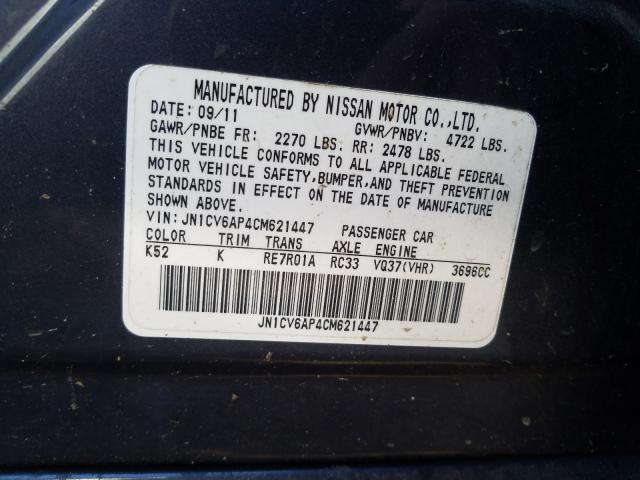 MANUFACTURED BY NISSAN MOTOR CO.,LTD.
DATE: 09/11 GVWR/PNBV: 4722 LBS.
GAWR/PNBE FR: 2270 LBS. RR: 2478 LBS.
THIS VEHICLE CONFORMS TO ALL APPLICABLE FEDERAL
MOTOR VEHICLE SAFETY,BUMPER,AND THEFT PREVENTION
STANDARDS IN EFFECT ON THE DATE OF MANUFACTURE
SHOWN ABOVE.
VIN: JN1CV6AP4CM621447 PASSENGER CAR
COLOR TRIM TRANS AXLE ENGINE
K52 K RE7R01A RC33 VQ37(VHR) 3696CC
JN1CV6AP4CM621447